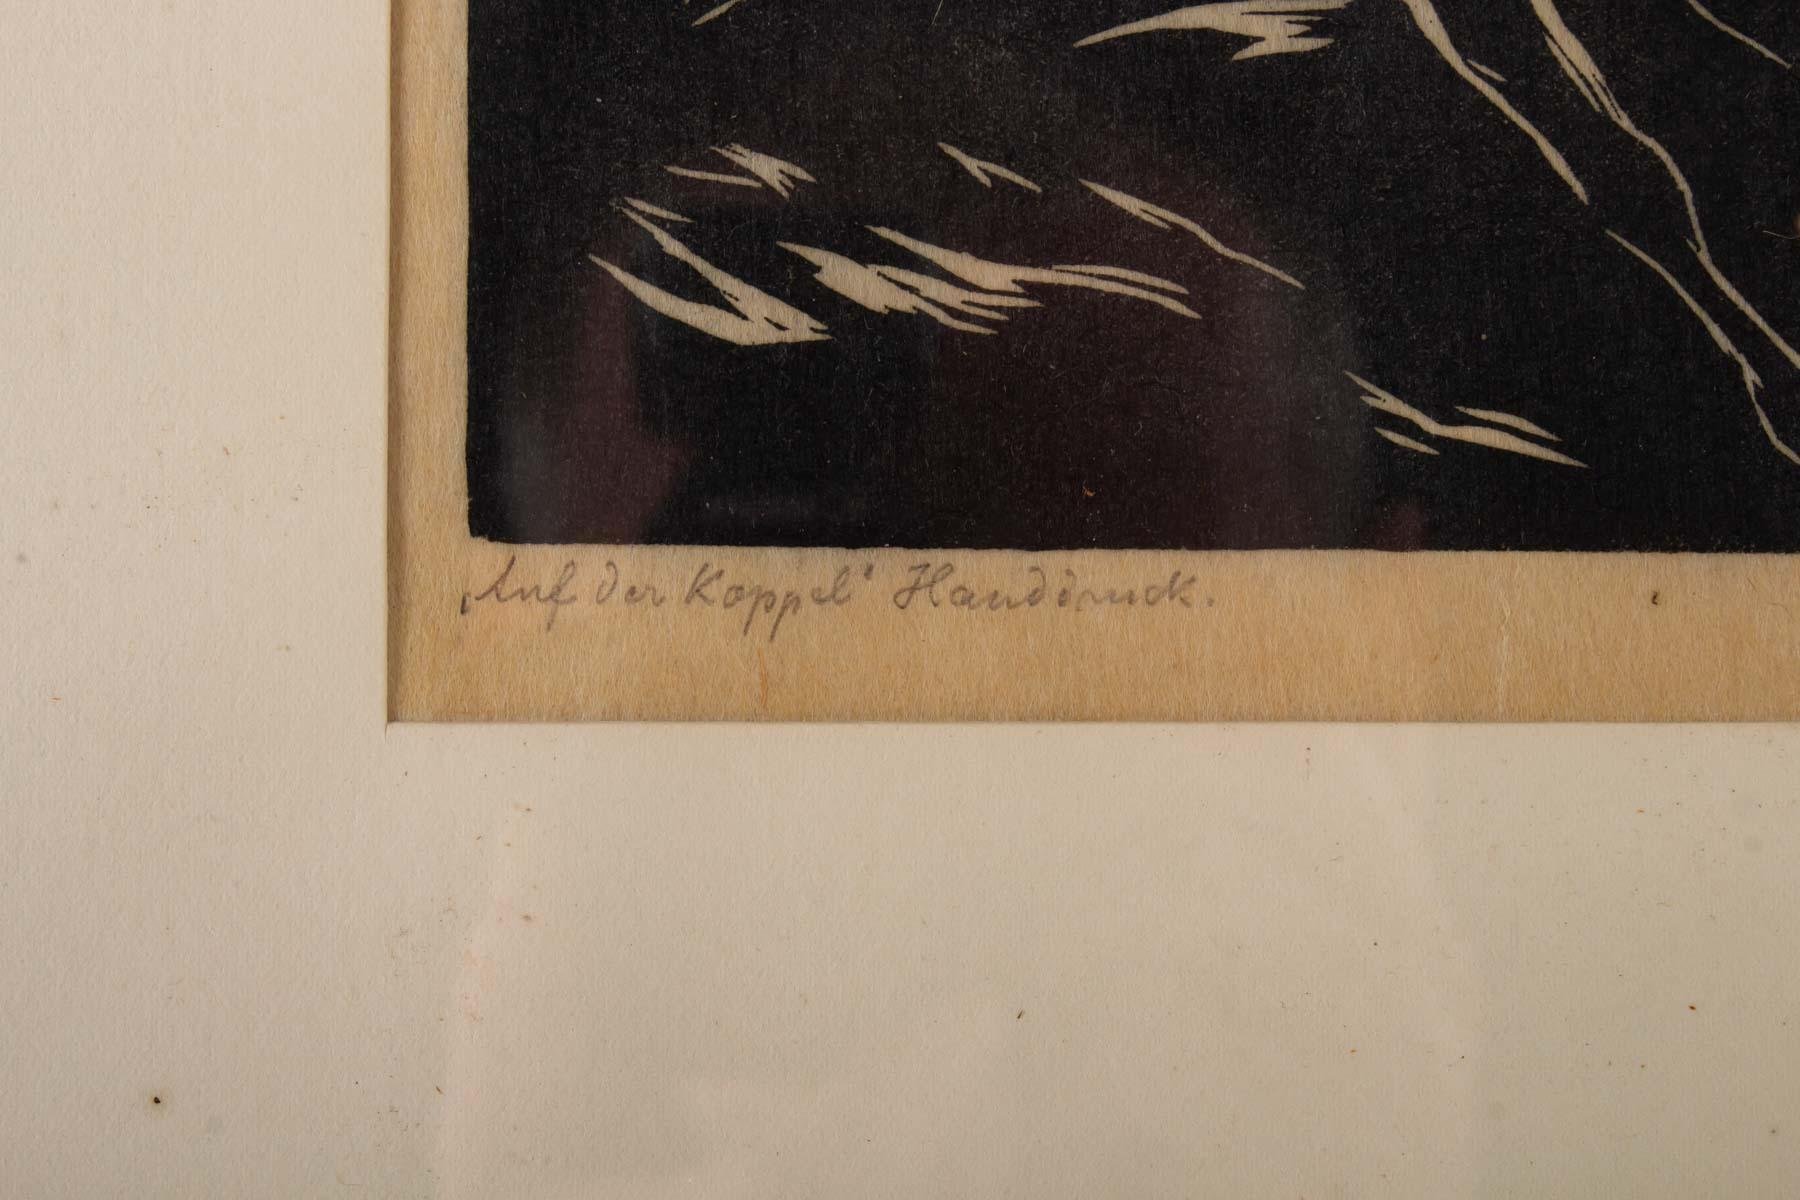 ‚Auf der Koppel‘ Handdruck.